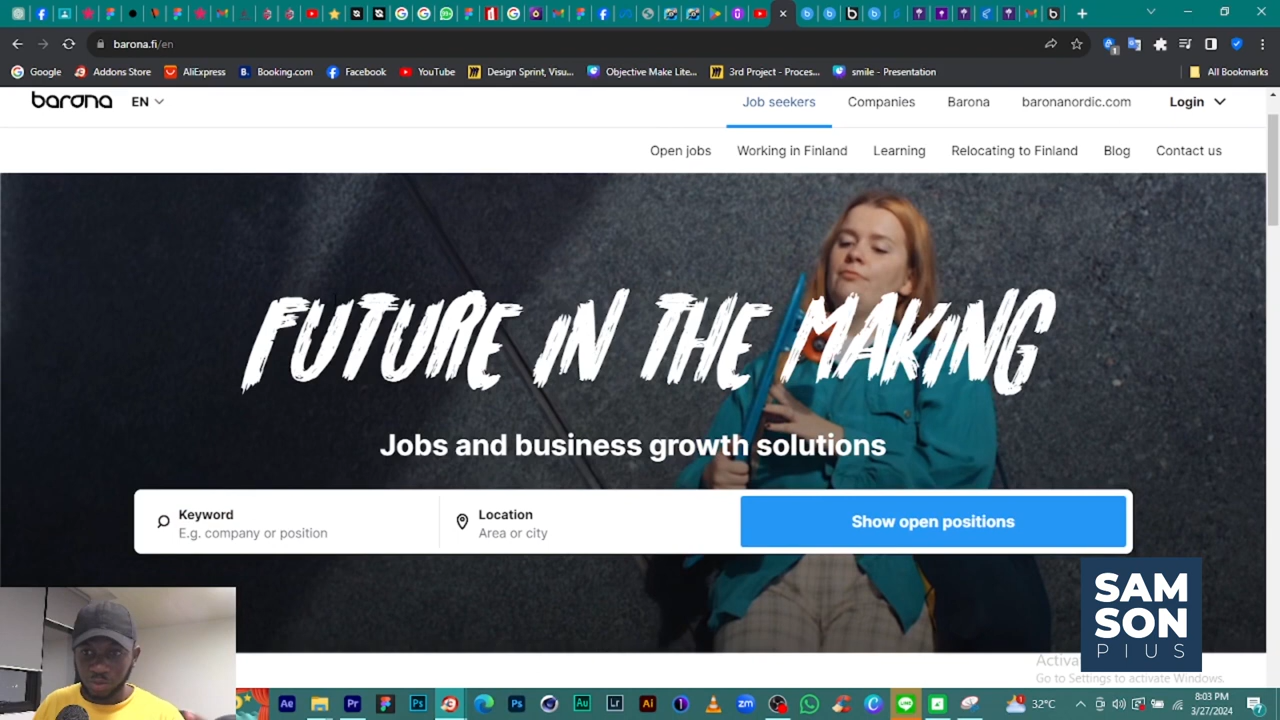 barona.fi/en
Google
Addons Store
AliExpress
Booking.com
Facebook
YouTube
Design Sprint, Visu...
Objective Make Lite...
3rd Project - Proces...
smile - Presentation
All Bookmarks
barona
EN
Job seekers
Companies
Barona
baronanordic.com
Login
Open jobs
Working in Finland
Learning
Relocating to Finland
Blog
Contact us
FUTURE IN THE MAKING
Jobs and business growth solutions
Keyword
E.g. company or position
Location
Area or city
Show open positions
SAM
SON
PIUS
Go to Settings to activate Windows.
32°C
8:03 PM
3/27/2024